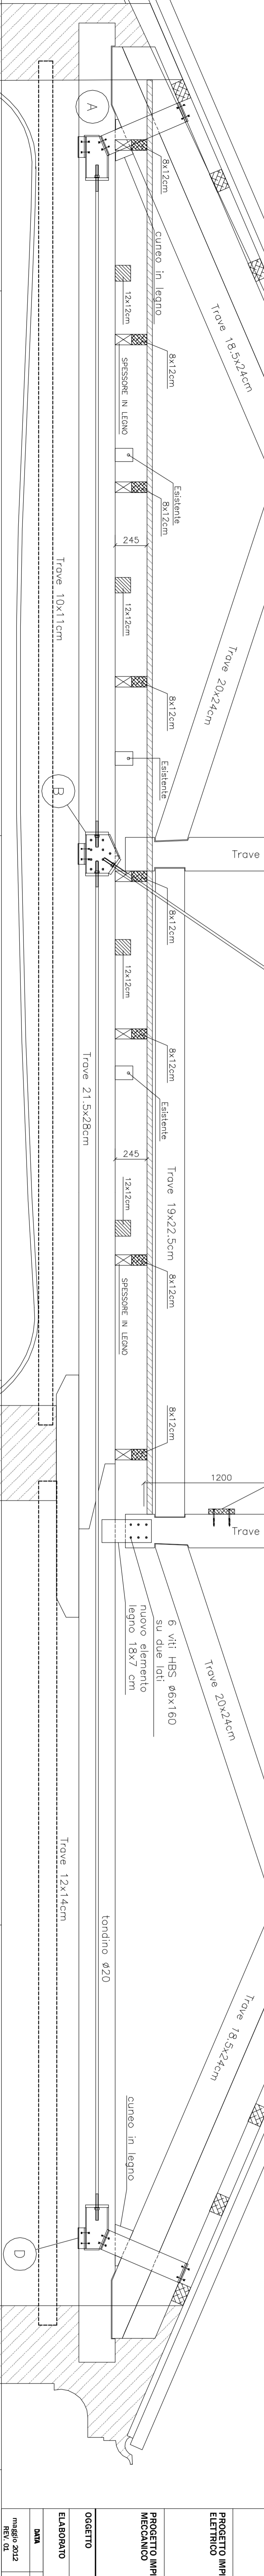 A
8x12cm
cuneo in legno
12x12cm
8x12cm
SPESSORE IN LEGNO
Trave 18.5x24cm
Esistente
8x12cm
245
Trave 10x11cm
12x12cm
Trave 20x24cm
8x12cm
Esistente
B
Trave
8x12cm
12x12cm
8x12cm
Esistente
Trave 21.5x28cm
245
Trave 19x22.5cm
12x12cm
8x12cm
SPESSORE IN LEGNO
8x12cm
1200
Trave
6 viti HBS Ø6x160
su due lati
nuovo elemento
legno 18x7 cm
Trave 20x24cm
Trave 12x14cm
tondino Ø20
Trave 18.5x24cm
cuneo in legno
D
PROGETTO IMPI
ELETTRICO
PROGETTO IMPI
MECCANICO
OGGETTO
ELABORATO
DATA
maggio 2012
REV. 01